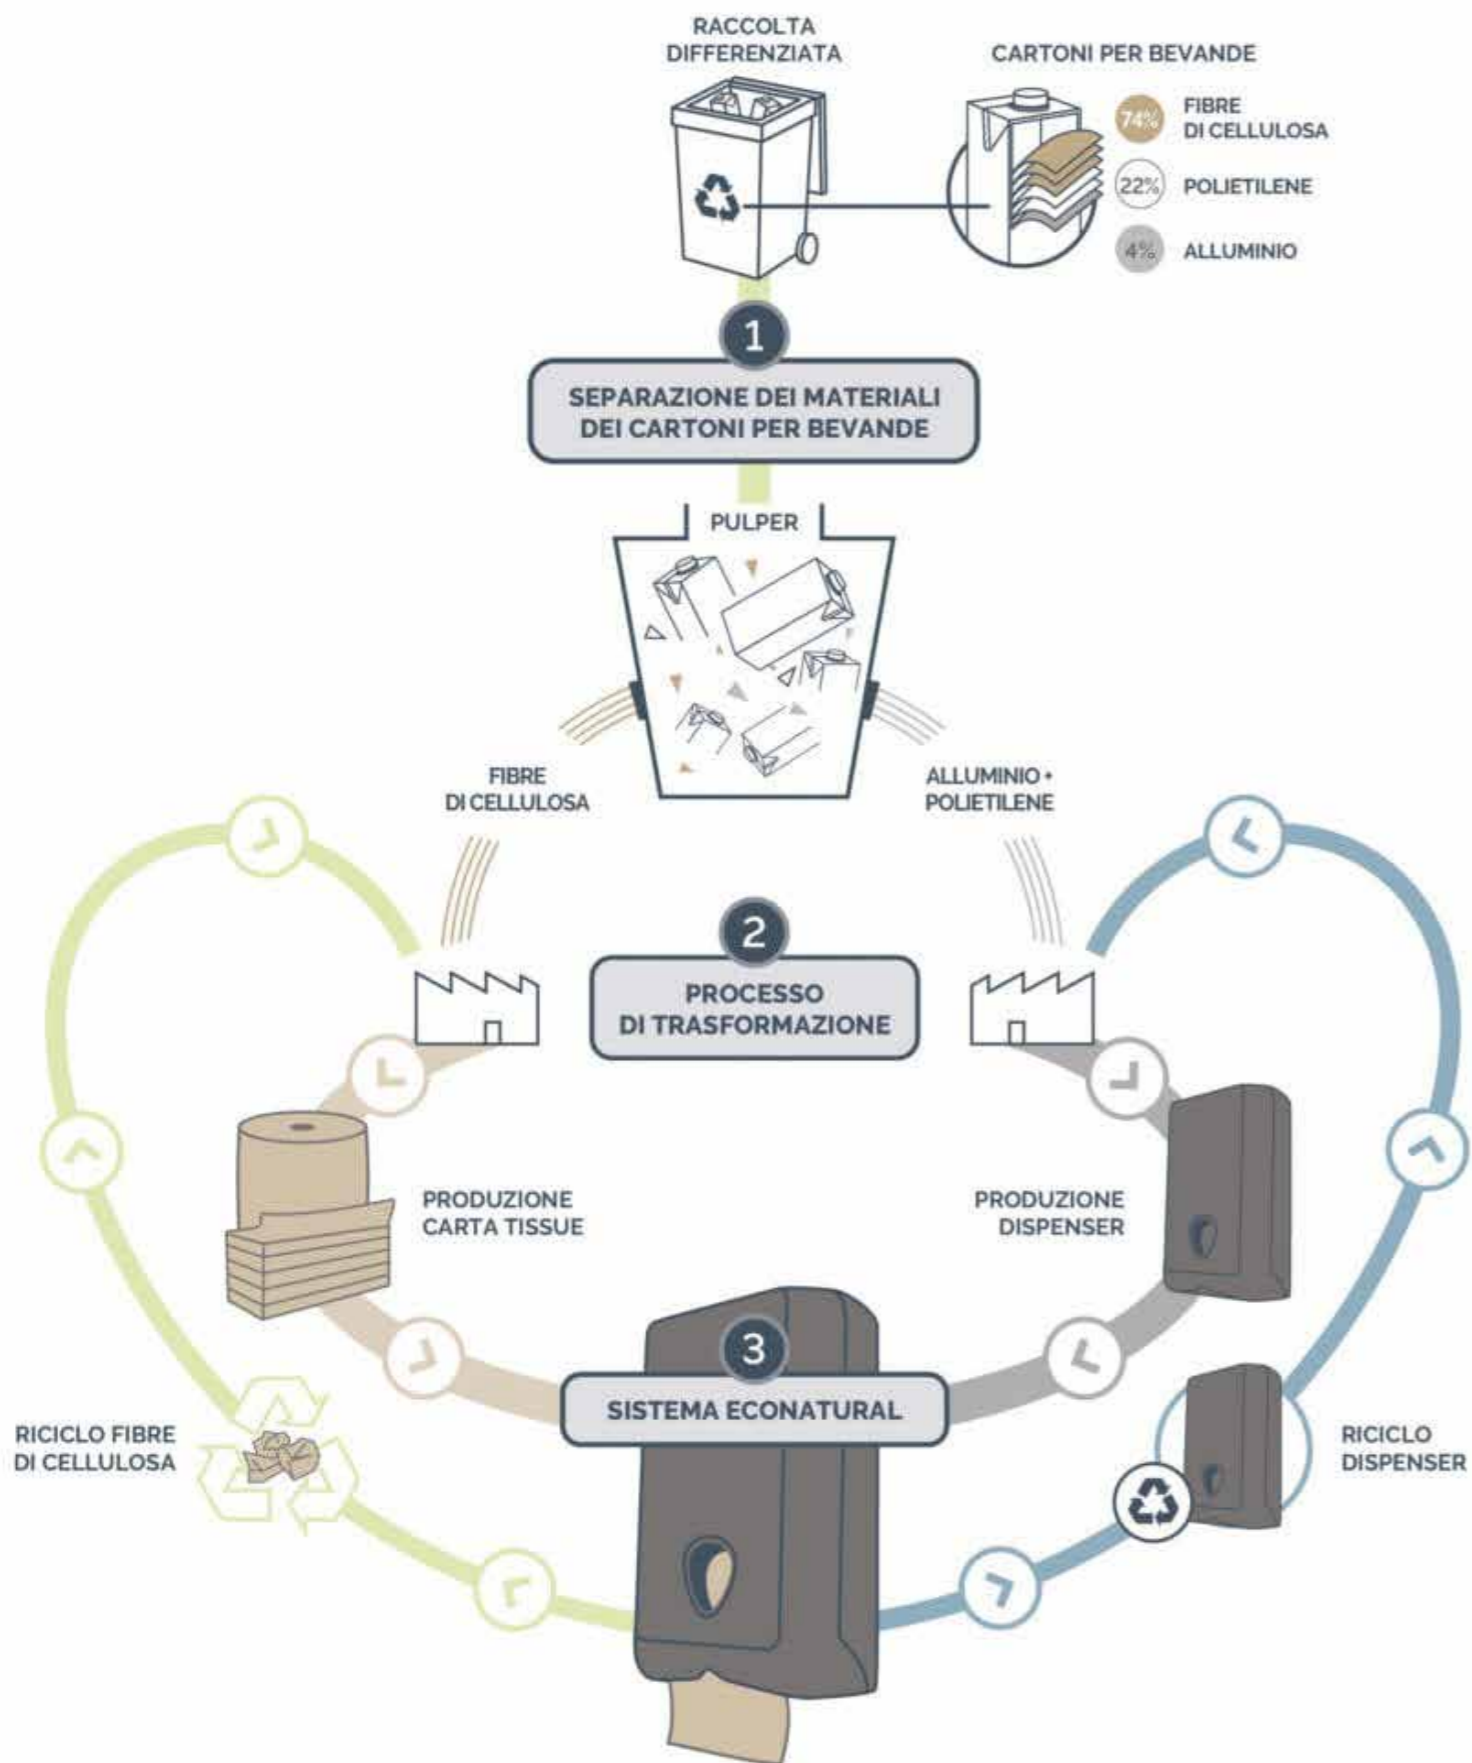 RACCOLTA
DIFFERENZIATA
CARTONI PER BEVANDE
74%
FIBRE
DI CELLULOSA
22%
POLIETILENE
4%
ALLUMINIO
1
SEPARAZIONE DEI MATERIALI
DEI CARTONI PER BEVANDE
PULPER
FIBRE
DI CELLULOSA
ALLUMINIO +
POLIETILENE
2
PROCESSO
DI TRASFORMAZIONE
PRODUZIONE
CARTA TISSUE
PRODUZIONE
DISPENSER
3
SISTEMA ECONATURAL
RICICLO FIBRE
DI CELLULOSA
RICICLO
DISPENSER